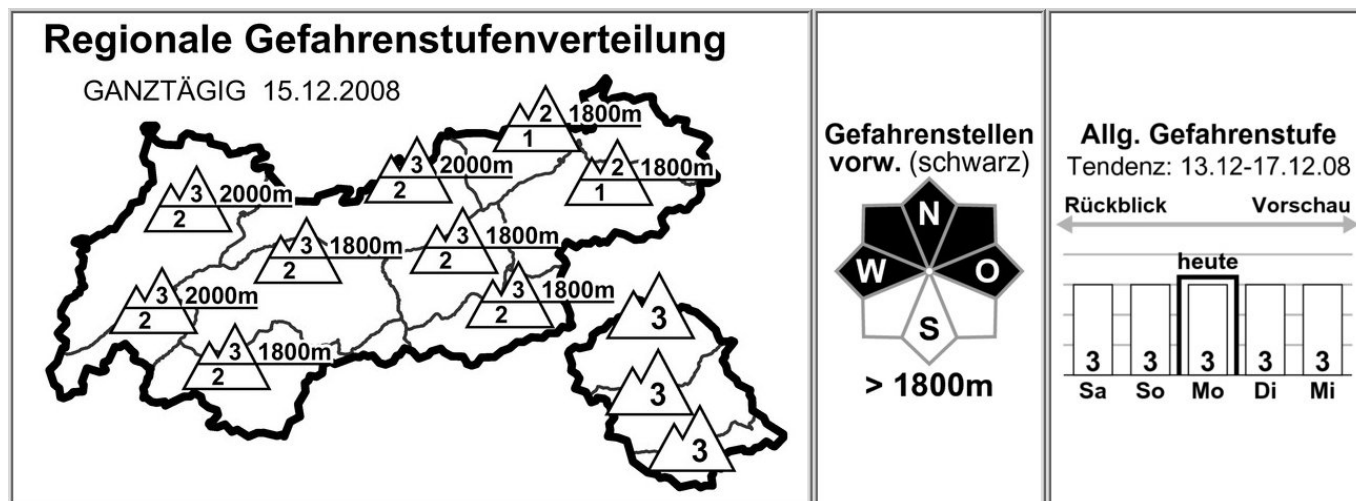 Regionale Gefahrenstufenverteilung
GANZTÄGIG 15.12.2008
2 1800m
1
3 2000m
2
2 1800m
1
3 2000m
2
3 1800m
2
3 1800m
2
3 2000m
2
3 1800m
2
3 1800m
2
3
3
3
Gefahrenstellen
vorw. (schwarz)
N
W O
S
> 1800m
Allg. Gefahrenstufe
Tendenz: 13.12-17.12.08
Rückblick Vorschau
heute
3 3 3 3 3
Sa So Mo Di Mi